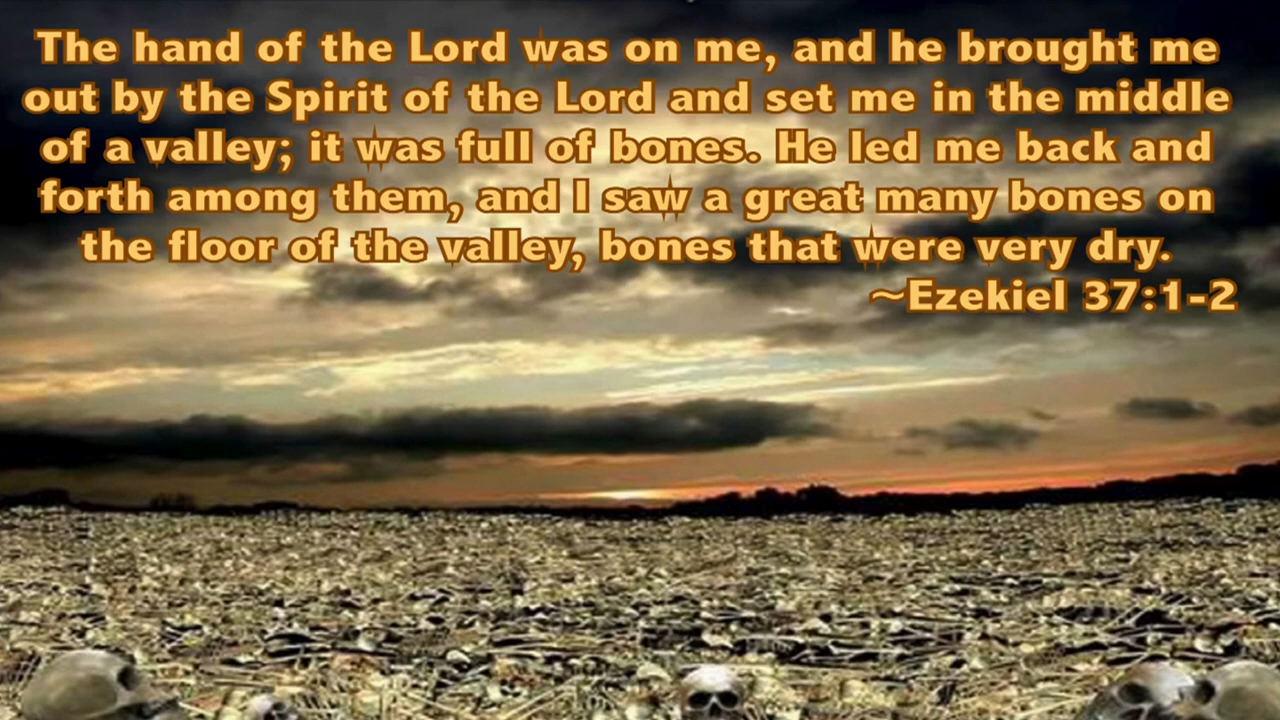 The hand of the Lord was on me, and he brought me
out by the Spirit of the Lord and set me in the middle
of a valley; it was full of bones. He led me back and
forth among them, and I saw a great many bones on
the floor of the valley, bones that were very dry.
~Ezekiel 37:1-2